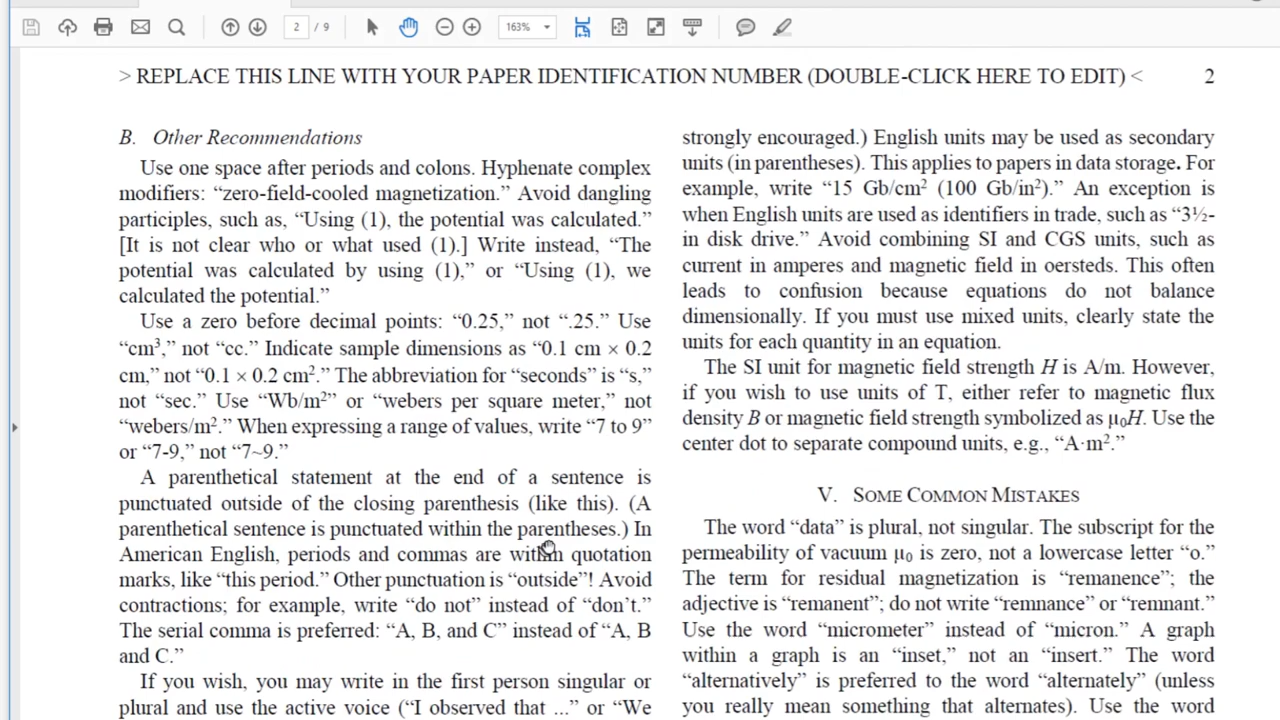 2 / 9 163%
> REPLACE THIS LINE WITH YOUR PAPER IDENTIFICATION NUMBER (DOUBLE-CLICK HERE TO EDIT) < 2
B. Other Recommendations
Use one space after periods and colons. Hyphenate complex
modifiers: “zero-field-cooled magnetization.” Avoid dangling
participles, such as, “Using (1), the potential was calculated.”
[It is not clear who or what used (1).] Write instead, “The
potential was calculated by using (1),” or “Using (1), we
calculated the potential.”
Use a zero before decimal points: “0.25,” not “.25.” Use
“cm³,” not “cc.” Indicate sample dimensions as “0.1 cm × 0.2
cm,” not “0.1 × 0.2 cm².” The abbreviation for “seconds” is “s,”
not “sec.” Use “Wb/m²” or “webers per square meter,” not
“webers/m².” When expressing a range of values, write “7 to 9”
or “7-9,” not “7~9.”
A parenthetical statement at the end of a sentence is
punctuated outside of the closing parenthesis (like this). (A
parenthetical sentence is punctuated within the parentheses.) In
American English, periods and commas are within quotation
marks, like “this period.” Other punctuation is “outside”! Avoid
contractions; for example, write “do not” instead of “don’t.”
The serial comma is preferred: “A, B, and C” instead of “A, B
and C.”
If you wish, you may write in the first person singular or
plural and use the active voice (“I observed that ...” or “We
strongly encouraged.) English units may be used as secondary
units (in parentheses). This applies to papers in data storage. For
example, write “15 Gb/cm² (100 Gb/in²).” An exception is
when English units are used as identifiers in trade, such as “3½-
in disk drive.” Avoid combining SI and CGS units, such as
current in amperes and magnetic field in oersteds. This often
leads to confusion because equations do not balance
dimensionally. If you must use mixed units, clearly state the
units for each quantity in an equation.
The SI unit for magnetic field strength H is A/m. However,
if you wish to use units of T, either refer to magnetic flux
density B or magnetic field strength symbolized as µ₀H. Use the
center dot to separate compound units, e.g., “A·m².”
V. SOME COMMON MISTAKES
The word “data” is plural, not singular. The subscript for the
permeability of vacuum µ₀ is zero, not a lowercase letter “o.”
The term for residual magnetization is “remanence”; the
adjective is “remanent”; do not write “remnance” or “remnant.”
Use the word “micrometer” instead of “micron.” A graph
within a graph is an “inset,” not an “insert.” The word
“alternatively” is preferred to the word “alternately” (unless
you really mean something that alternates). Use the word